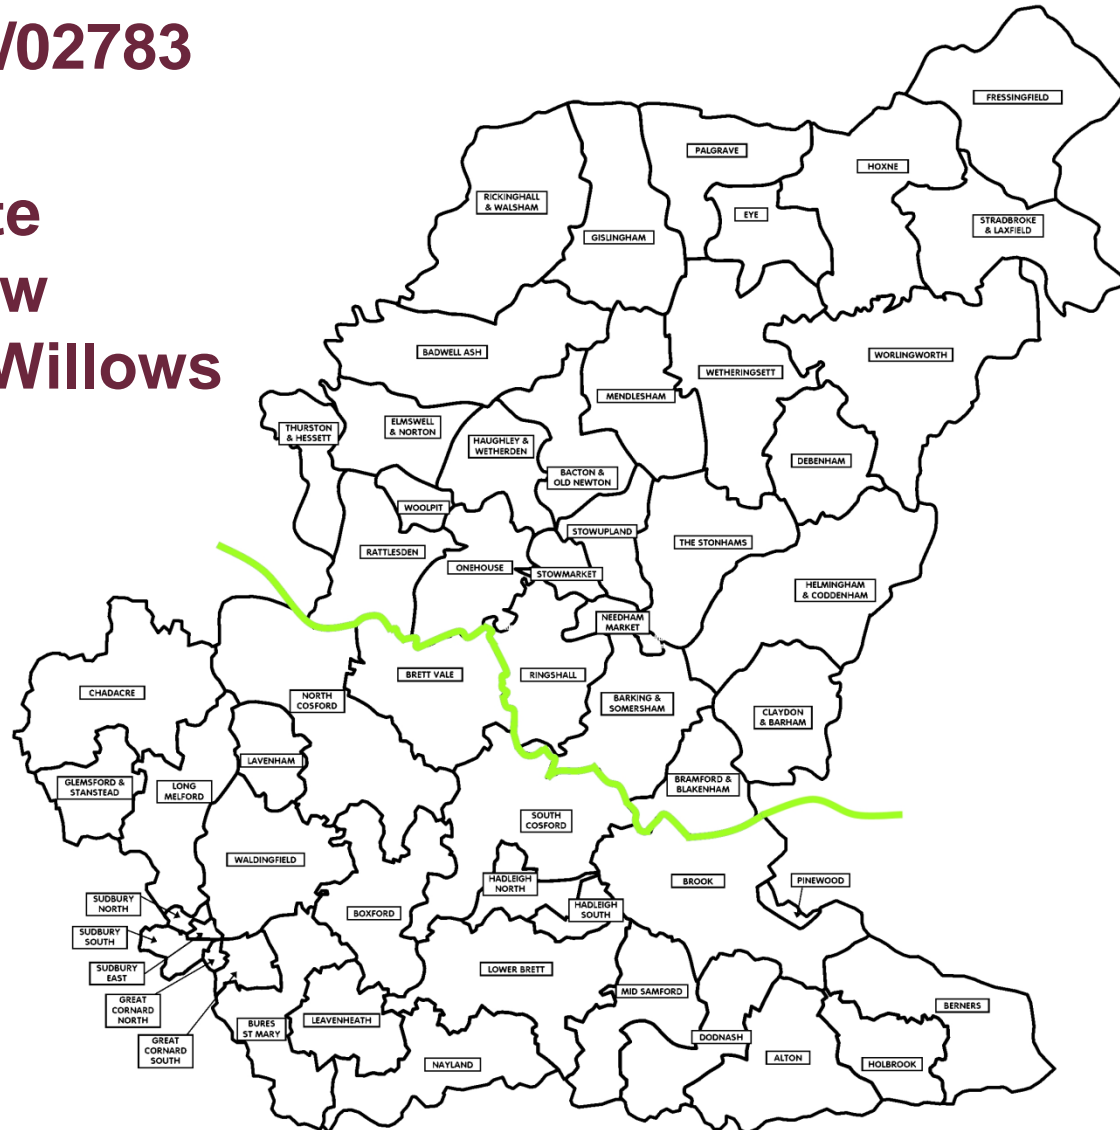 /02783
te
w
Willows
FRESSINGFIELD
PALGRAVE
HOXNE
RICKINGHALL
& WALSHAM
EYE
STRADBROKE
& LAXFIELD
GISLINGHAM
BADWELL ASH
WORLINGWORTH
WETHERINGSETT
MENDLESHAM
THURSTON
& HESSETT
ELMSWELL
& NORTON
HAUGHLEY &
WETHERDEN
DEBENHAM
BACTON &
OLD NEWTON
WOOLPIT
STOWUPLAND
THE STONHAMS
RATTLESDEN
ONEHOUSE
STOWMARKET
HELMINGHAM
& CODDENHAM
NEEDHAM
MARKET
BRETT VALE
RINGSHALL
CHADACRE
NORTH
COSFORD
BARKING &
SOMERSHAM
CLAYDON
& BARHAM
LAVENHAM
GLEMSFORD &
STANSTEAD
LONG
MELFORD
BRAMFORD &
BLAKENHAM
SOUTH
COSFORD
WALDINGFIELD
HADLEIGH
NORTH
BROOK
PINEWOOD
SUDBURY
NORTH
BOXFORD
HADLEIGH
SOUTH
SUDBURY
SOUTH
SUDBURY
EAST
LOWER BRETT
MID SAMFORD
GREAT
CORNARD
NORTH
BERNERS
BURES
ST MARY
LEAVENHEATH
DODNASH
GREAT
CORNARD
SOUTH
NAYLAND
ALTON
HOLBROOK